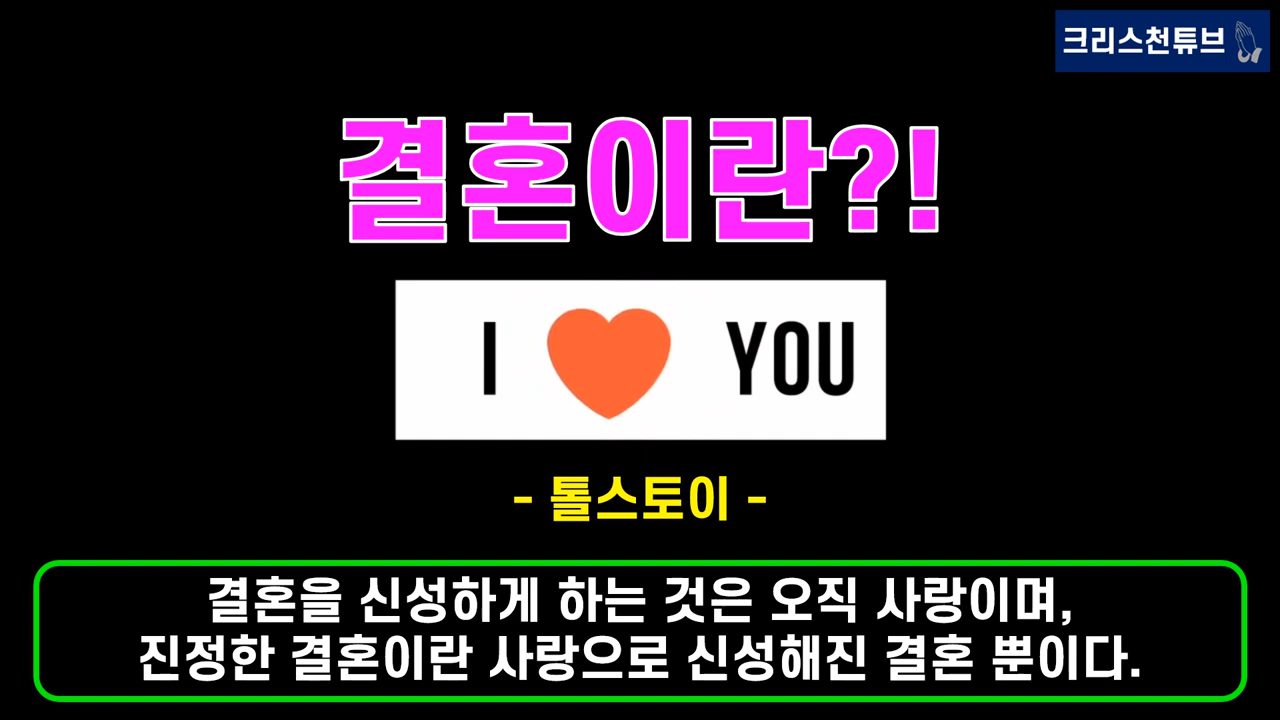 크리스천튜브
결혼이란?!
I YOU
- 톨스토이 -
결혼을 신성하게 하는 것은 오직 사랑이며,
진정한 결혼이란 사랑으로 신성해진 결혼 뿐이다.